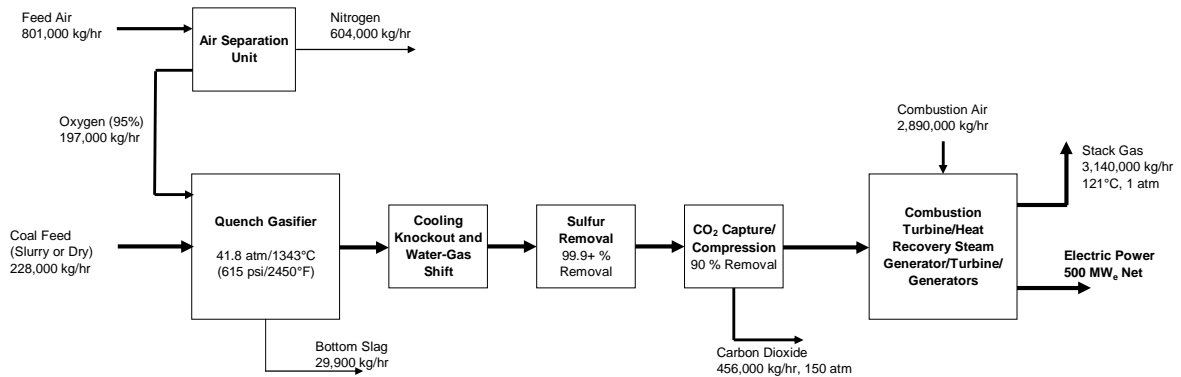 Feed Air
801,000 kg/hr
Air Separation
Unit
Nitrogen
604,000 kg/hr
Oxygen (95%)
197,000 kg/hr
Coal Feed
(Slurry or Dry)
228,000 kg/hr
Quench Gasifier
41.8 atm/1343°C
(615 psi/2450°F)
Bottom Slag
29,900 kg/hr
Cooling
Knockout and
Water-Gas
Shift
Sulfur
Removal
99.9+ %
Removal
CO₂ Capture/
Compression
90 % Removal
Carbon Dioxide
456,000 kg/hr, 150 atm
Combustion Air
2,890,000 kg/hr
Combustion
Turbine/Heat
Recovery Steam
Generator/Turbine/
Generators
Stack Gas
3,140,000 kg/hr
121°C, 1 atm
Electric Power
500 MWₑ Net